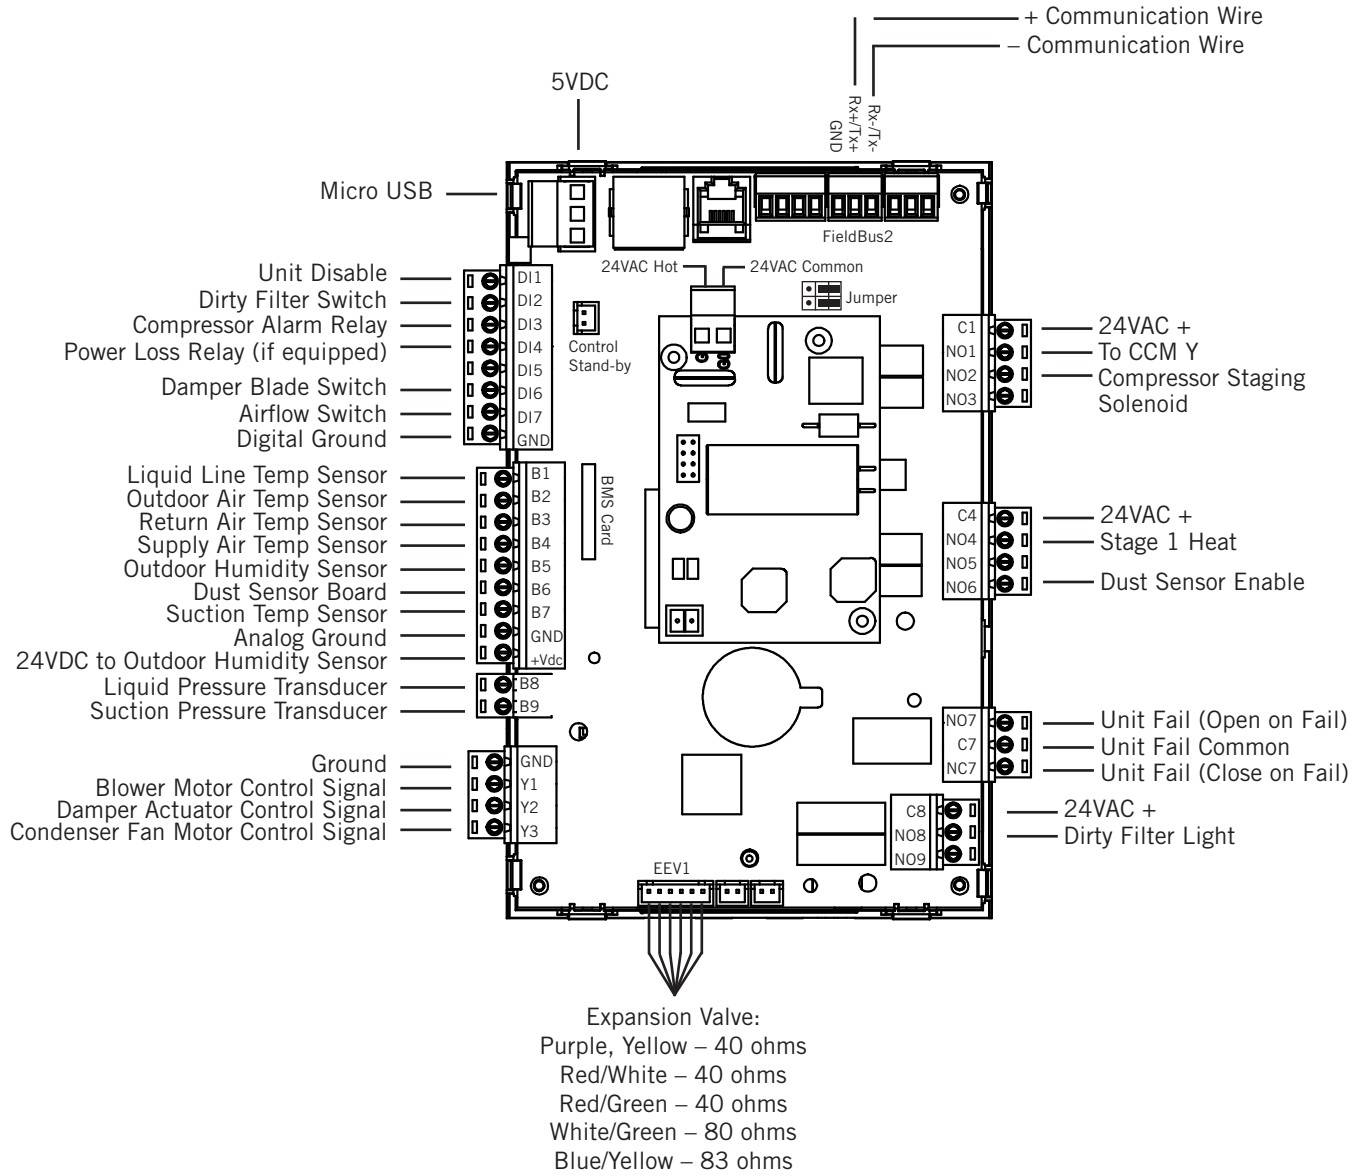 + Communication Wire
– Communication Wire
5VDC
Rx-/Tx-
Rx+/Tx+
GND
Micro USB
FieldBus2
24VAC Hot
24VAC Common
Jumper
Control
Stand-by
BMS Card
Unit Disable
Dirty Filter Switch
Compressor Alarm Relay
Power Loss Relay (if equipped)
Damper Blade Switch
Airflow Switch
Digital Ground
DI1
DI2
DI3
DI4
DI5
DI6
DI7
GND
Liquid Line Temp Sensor
Outdoor Air Temp Sensor
Return Air Temp Sensor
Supply Air Temp Sensor
Outdoor Humidity Sensor
Dust Sensor Board
Suction Temp Sensor
Analog Ground
24VDC to Outdoor Humidity Sensor
Liquid Pressure Transducer
Suction Pressure Transducer
B1
B2
B3
B4
B5
B6
B7
GND
+Vdc
B8
B9
Ground
Blower Motor Control Signal
Damper Actuator Control Signal
Condenser Fan Motor Control Signal
GND
Y1
Y2
Y3
C1
NO1
NO2
NO3
24VAC +
To CCM Y
Compressor Staging
Solenoid
C4
NO4
NO5
NO6
24VAC +
Stage 1 Heat
Dust Sensor Enable
NO7
C7
NC7
Unit Fail (Open on Fail)
Unit Fail Common
Unit Fail (Close on Fail)
C8
NO8
NO9
24VAC +
Dirty Filter Light
EEV1
Expansion Valve:
Purple, Yellow – 40 ohms
Red/White – 40 ohms
Red/Green – 40 ohms
White/Green – 80 ohms
Blue/Yellow – 83 ohms